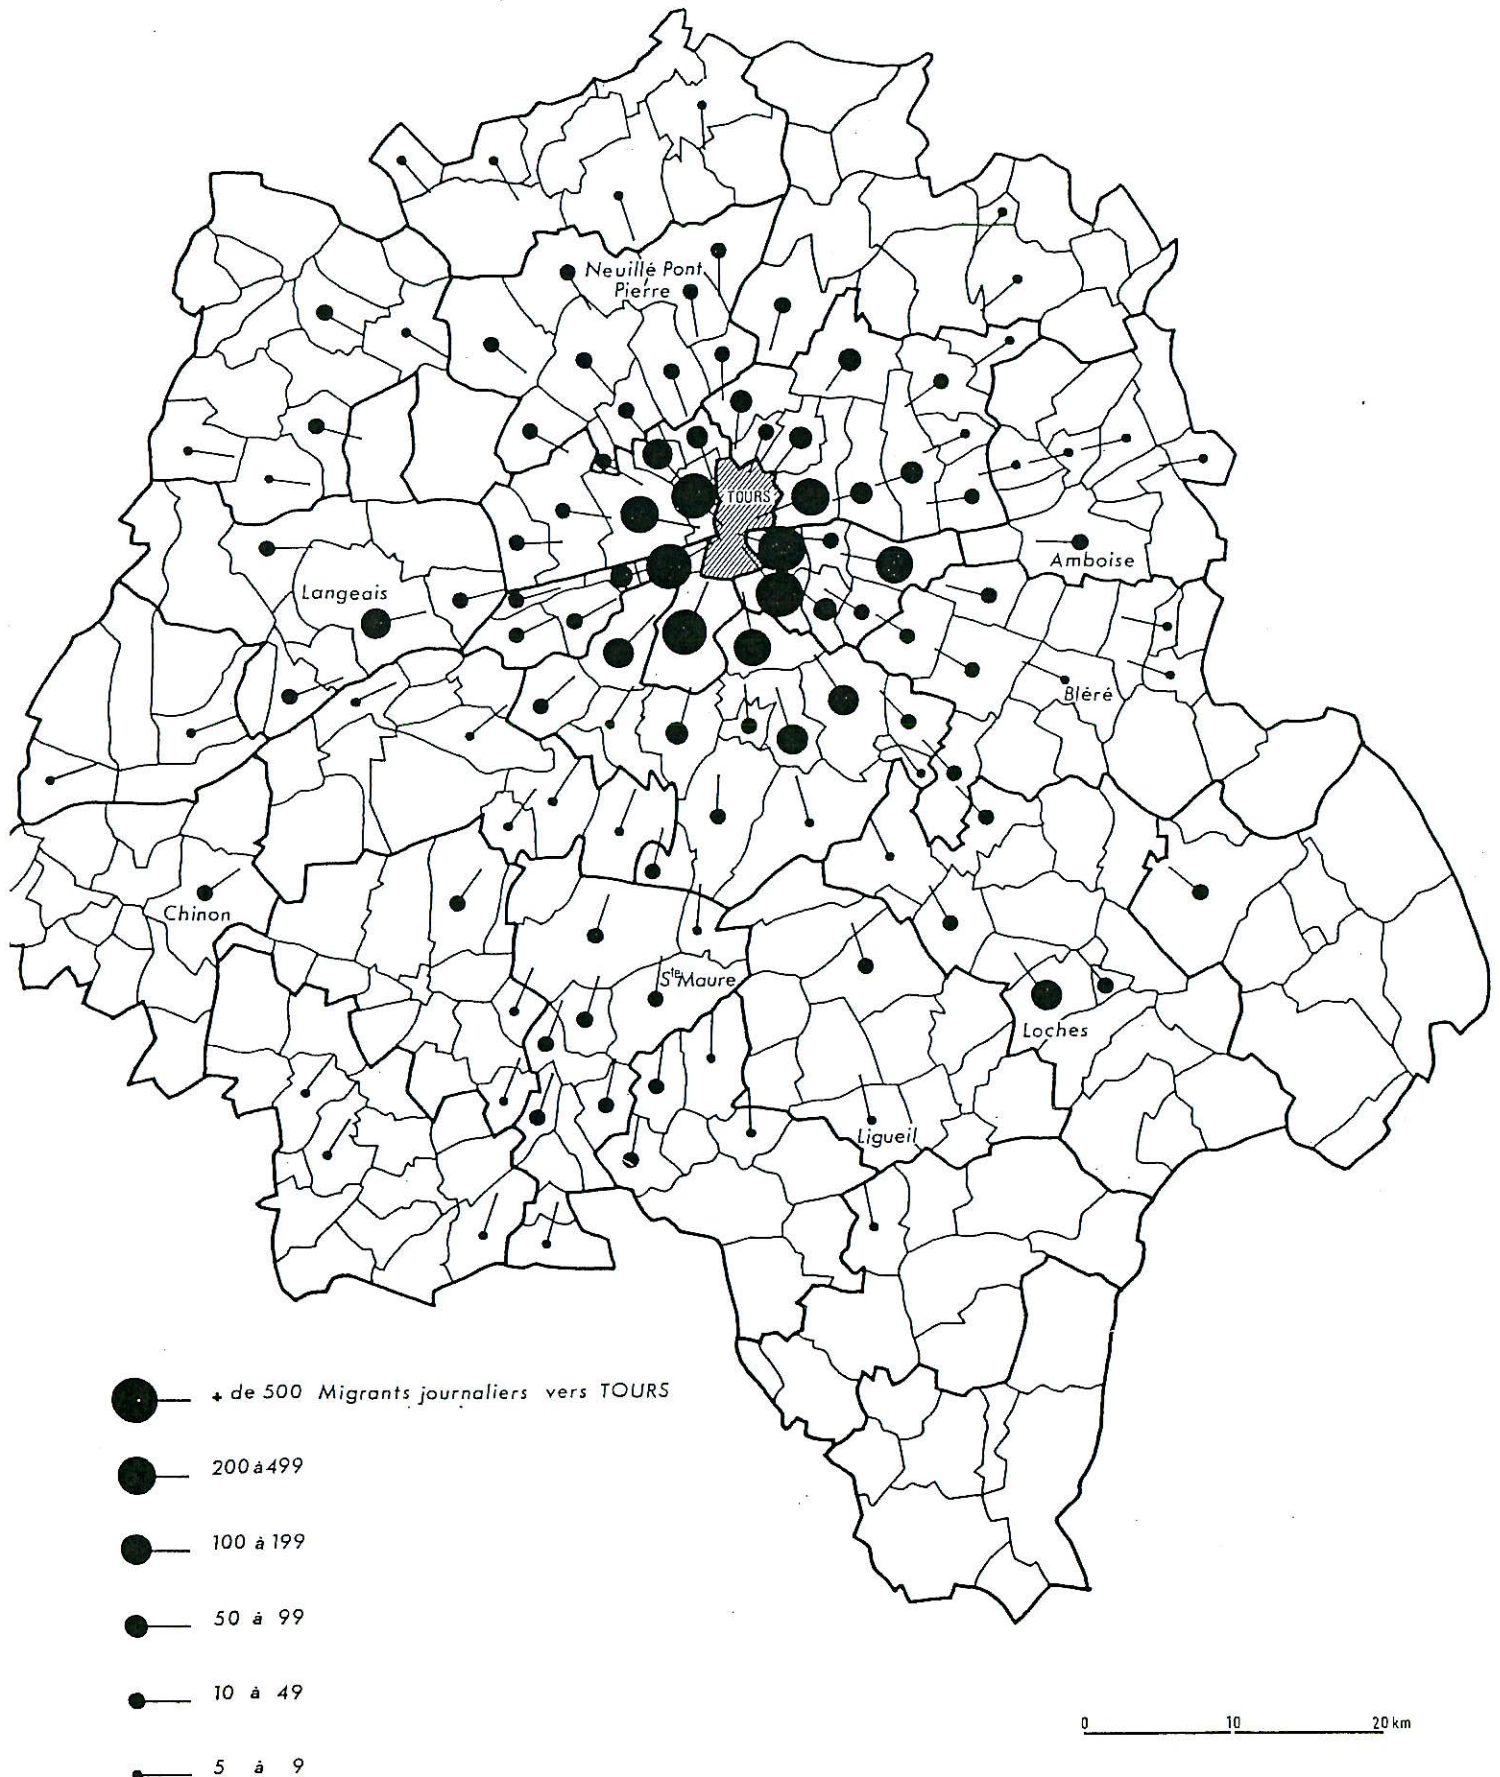 Neuillé Pont
Pierre
TOURS
Amboise
Langeais
Bléré
Chinon
Ste Maure
Loches
Ligueil
+ de 500 Migrants journaliers vers TOURS
200 à 499
100 à 199
50 à 99
10 à 49
5 à 9
0 10 20 km